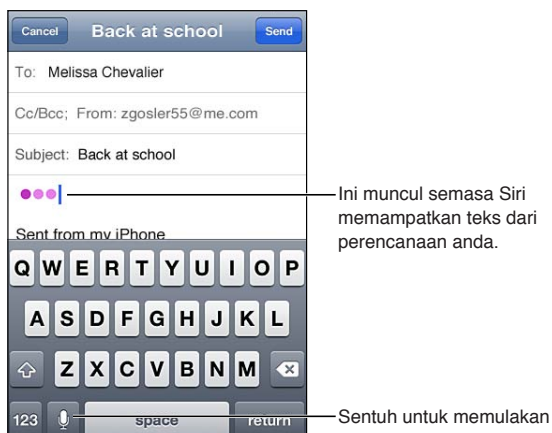 Cancel Back at school Send
To: Melissa Chevalier
Cc/Bcc; From: zgosler55@me.com
Subject: Back at school
Ini muncul semasa Siri
memampatkan teks dari
perencanaan anda.
Sent from my iPhone
Q W E R T Y U I O P
A S D F G H J K L
Z X C V B N M
123 space return
Sentuh untuk memulakan